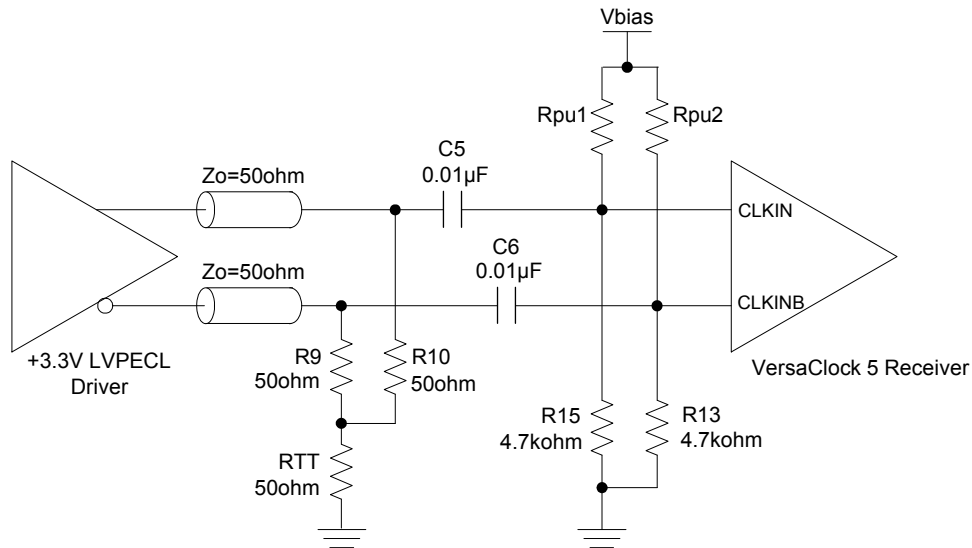 Vbias
Rpu1
Rpu2
C5
0.01µF
Zo=50ohm
CLKIN
C6
0.01µF
Zo=50ohm
CLKINB
+3.3V LVPECL
Driver
R9
50ohm
R10
50ohm
VersaClock 5 Receiver
R15
4.7kohm
R13
4.7kohm
RTT
50ohm